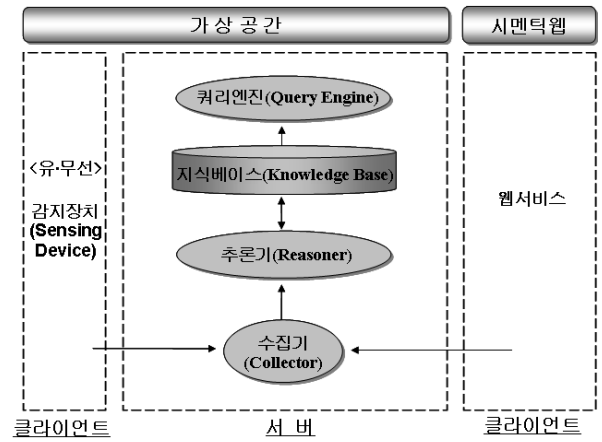 가상공간
시멘틱웹
쿼리엔진(Query Engine)
지식베이스(Knowledge Base)
<유·무선>
감지장치
(Sensing
Device)
웹서비스
추론기(Reasoner)
수집기
(Collector)
클라이언트
서 버
클라이언트